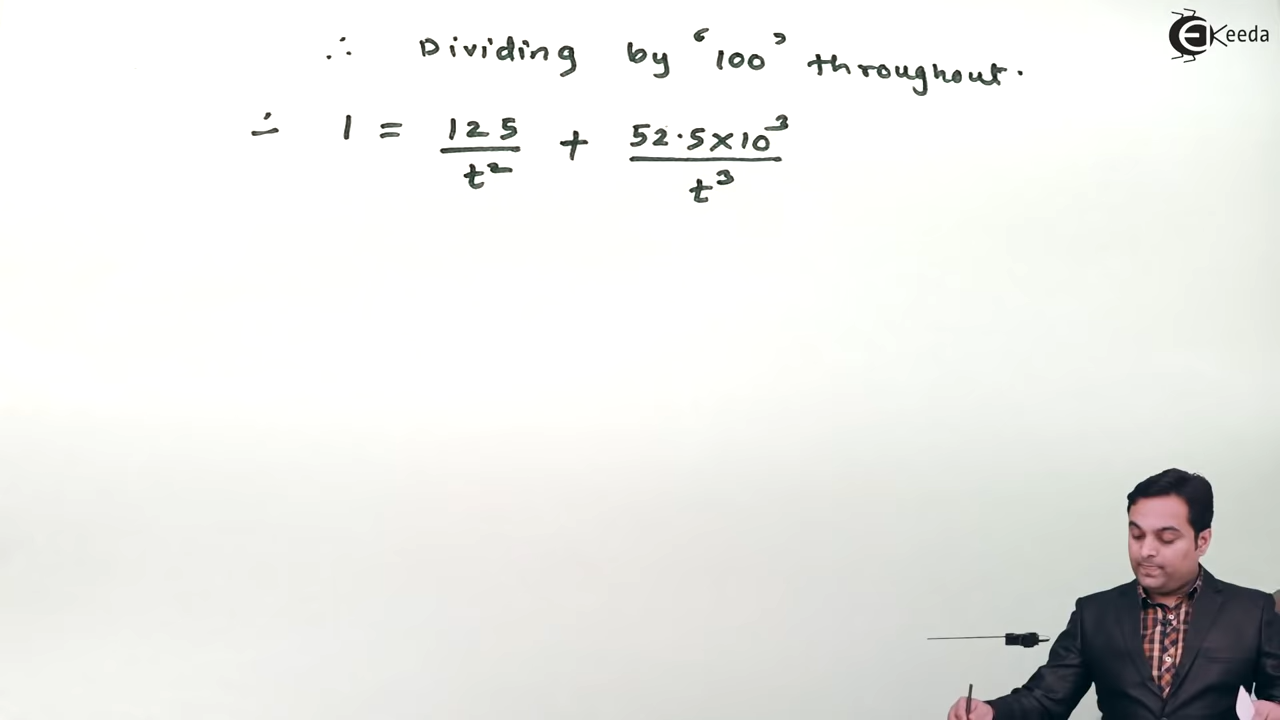 Ekeeda
∴ Dividing by ‘100’ throughout.
∴ 1 = 125/t² + 52.5×10³/t³